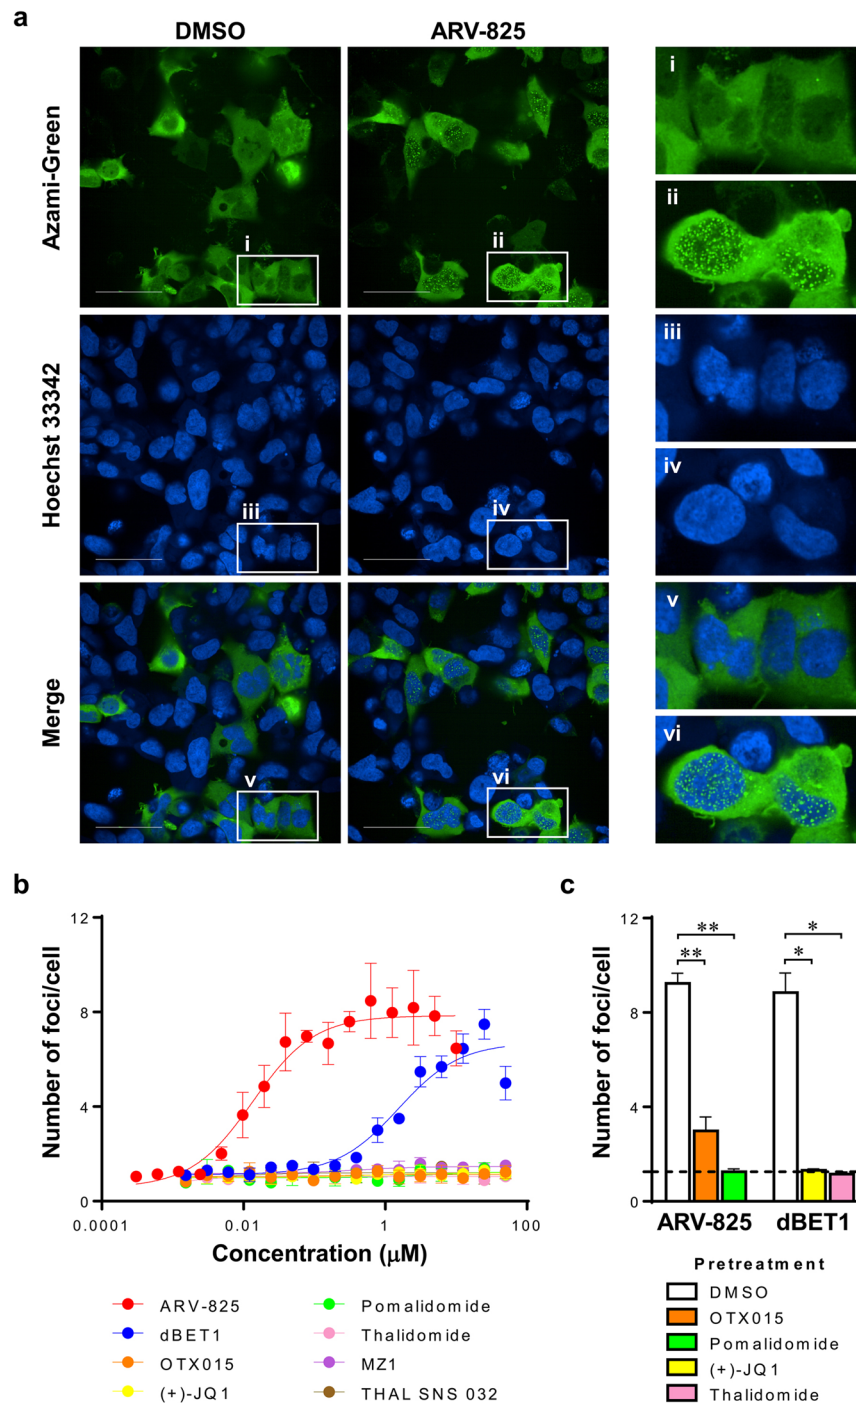 a
DMSO
ARV-825
Azami-Green
i
ii
i
ii
Hoechst 33342
iii
iv
iii
iv
Merge
v
vi
v
vi
b
c
Number of foci/cell
12
8
4
0
0.0001
0.01
1
100
Concentration (μM)
ARV-825
dBET1
OTX015
(+)-JQ1
Pomalidomide
Thalidomide
MZ1
THAL SNS 032
Number of foci/cell
12
8
4
0
**
**
*
*
ARV-825
dBET1
Pretreatment
DMSO
OTX015
Pomalidomide
(+)-JQ1
Thalidomide